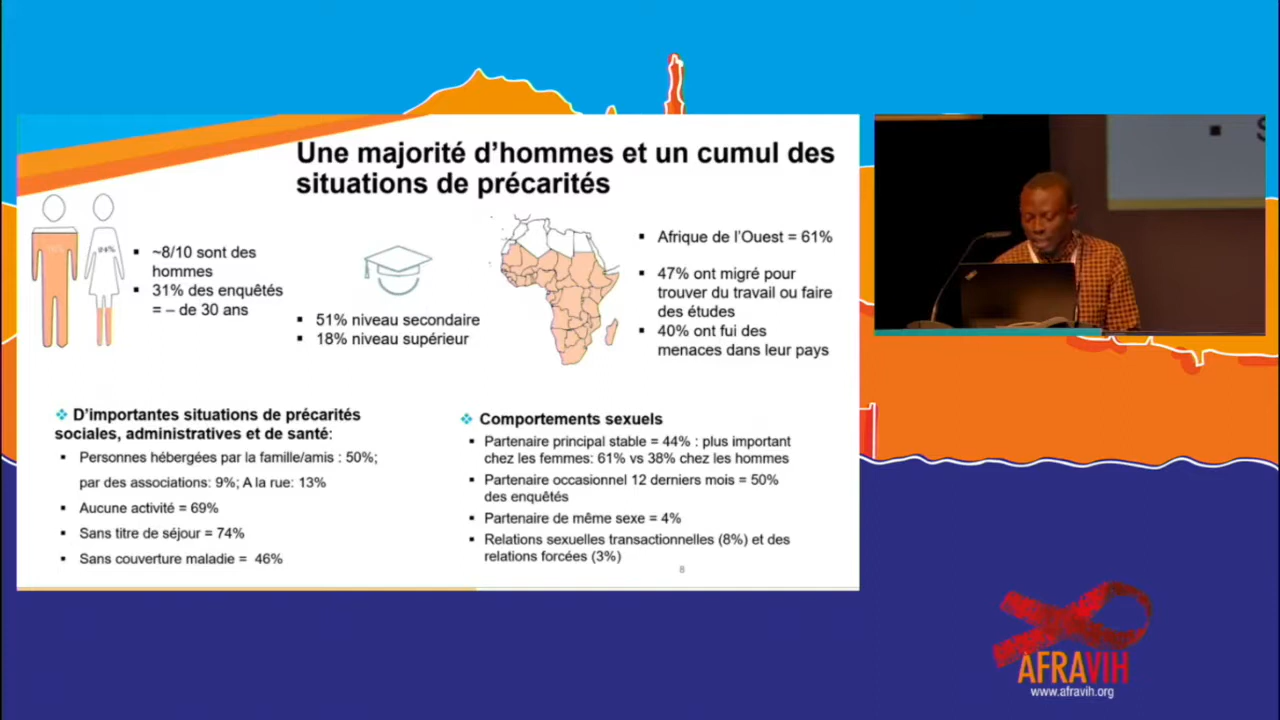 Une majorité d'hommes et un cumul des
situations de précarités
▪ ~8/10 sont des
hommes
▪ 31% des enquêtés
= – de 30 ans
▪ 51% niveau secondaire
▪ 18% niveau supérieur
▪ Afrique de l'Ouest = 61%
▪ 47% ont migré pour
trouver du travail ou faire
des études
▪ 40% ont fui des
menaces dans leur pays
❖ D'importantes situations de précarités
sociales, administratives et de santé:
▪ Personnes hébergées par la famille/amis : 50%;
par des associations: 9%; A la rue: 13%
▪ Aucune activité = 69%
▪ Sans titre de séjour = 74%
▪ Sans couverture maladie = 46%
❖ Comportements sexuels
▪ Partenaire principal stable = 44% : plus important
chez les femmes: 61% vs 38% chez les hommes
▪ Partenaire occasionnel 12 derniers mois = 50%
des enquêtés
▪ Partenaire de même sexe = 4%
▪ Relations sexuelles transactionnelles (8%) et des
relations forcées (3%)
8
AFRAVIH
www.afravih.org